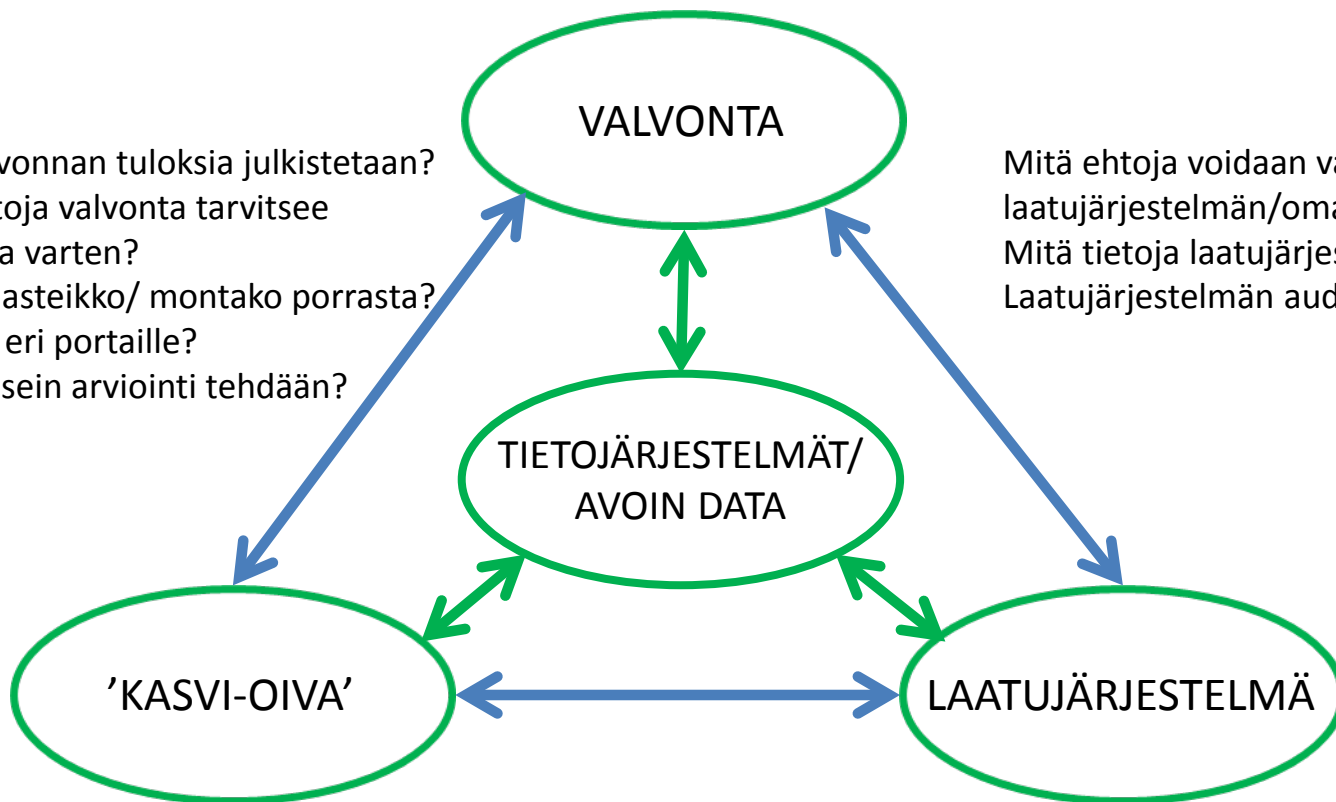 VALVONTA
vonnan tuloksia julkistetaan?
toja valvonta tarvitsee
a varten?
asteikko/ montako porrasta?
eri portaille?
sein arviointi tehdään?
Mitä ehtoja voidaan va
laatujärjestelmän/oma
Mitä tietoja laatujärjes
Laatujärjestelmän aud
TIETOJÄRJESTELMÄT/
AVOIN DATA
’KASVI-OIVA’
LAATUJÄRJESTELMÄ